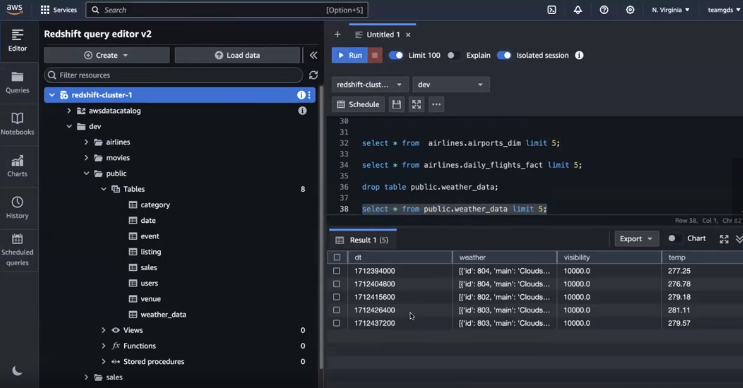 aws
Services
Search
[Option+S]
N. Virginia
teamgds
Editor
Queries
Notebooks
Charts
History
Scheduled
queries
Redshift query editor v2
Create
Load data
Filter resources
redshift-cluster-1
awsdatacatalog
dev
airlines
movies
public
Tables 8
category
date
event
listing
sales
users
venue
weather_data
Views 0
fx Functions 0
Stored procedures 0
sales
Untitled 1
Run
Limit 100
Explain
Isolated session
redshift-clust...
dev
Schedule
30
31
32 select * from airlines.airports_dim limit 5;
33
34 select * from airlines.daily_flights_fact limit 5;
35
36 drop table public.weather_data;
37
38 select * from public.weather_data limit 5;
Row 38, Col 1, Chr 82
Result 1 (5)
Export
Chart
dt weather visibility temp
1712394000 [{'id': 804, 'main': 'Clouds... 10000.0 277.25
1712404800 [{'id': 804, 'main': 'Clouds... 10000.0 276.78
1712415600 [{'id': 802, 'main': 'Clouds... 10000.0 279.18
1712426400 [{'id': 803, 'main': 'Clouds... 10000.0 281.11
1712437200 [{'id': 803, 'main': 'Clouds... 10000.0 279.57